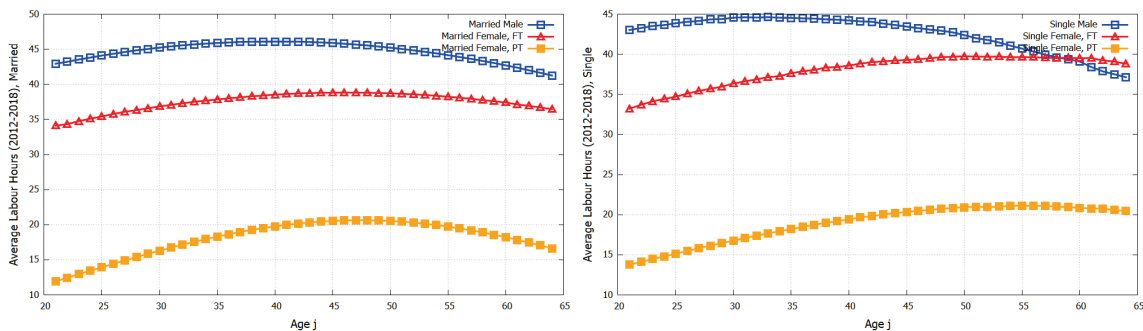 Average Labour Hours (2012-2018), Married
50
45
40
35
30
25
20
15
10
20 25 30 35 40 45 50 55 60 65
Age j
Married Male
Married Female, FT
Married Female, PT
Average Labour Hours (2012-2018), Single
45
40
35
30
25
20
15
10
20 25 30 35 40 45 50 55 60 65
Age j
Single Male
Single Female, FT
Single Female, PT